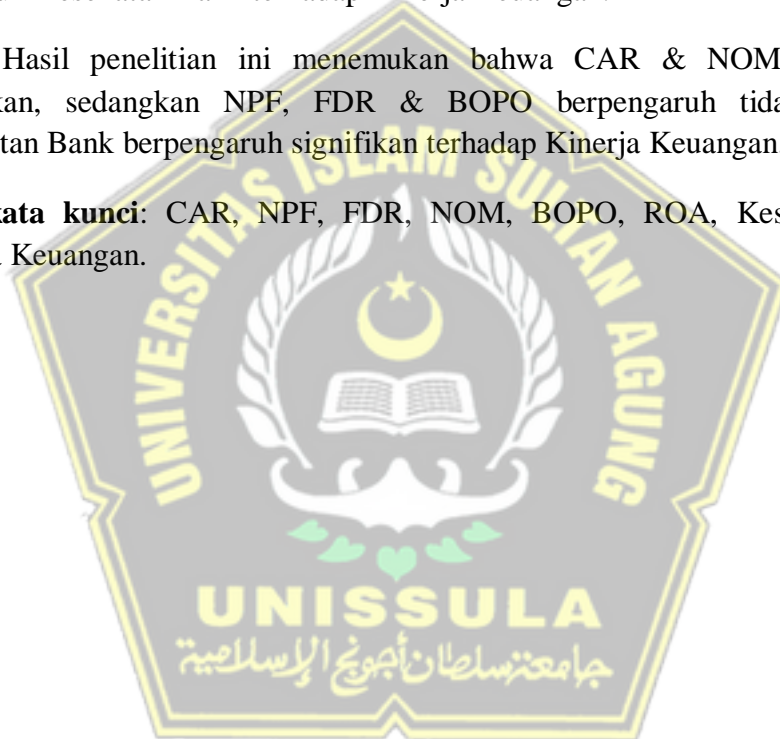 Hasil penelitian ini menemukan bahwa CAR & NOM
kan, sedangkan NPF, FDR & BOPO berpengaruh tida
tan Bank berpengaruh signifikan terhadap Kinerja Keuangan
kata kunci: CAR, NPF, FDR, NOM, BOPO, ROA, Kes
Keuangan.
UNIVERSITAS ISLAM SULTAN AGUNG
UNISSULA
جامعة سلطان أجونج الإسلامية